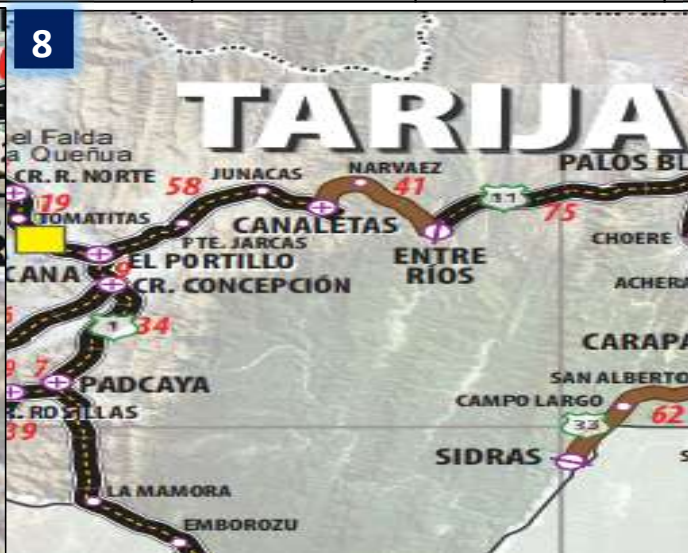 8
TARIJA
el Falda
a Queñua
CR. R. NORTE
58
JUNACAS
NARVAEZ
41
PALOS BL
19
TOMATITAS
CANALETAS
11
75
PTE. JARCAS
ENTRE
RÍOS
CHOERE
CANA
9
EL PORTILLO
CR. CONCEPCIÓN
ACHERA
1
34
CARAPA
7
PADCAYA
SAN ALBERTO
CAMPO LARGO
62
R. ROSILLAS
39
33
SIDRAS
LA MAMORA
EMBOROZU